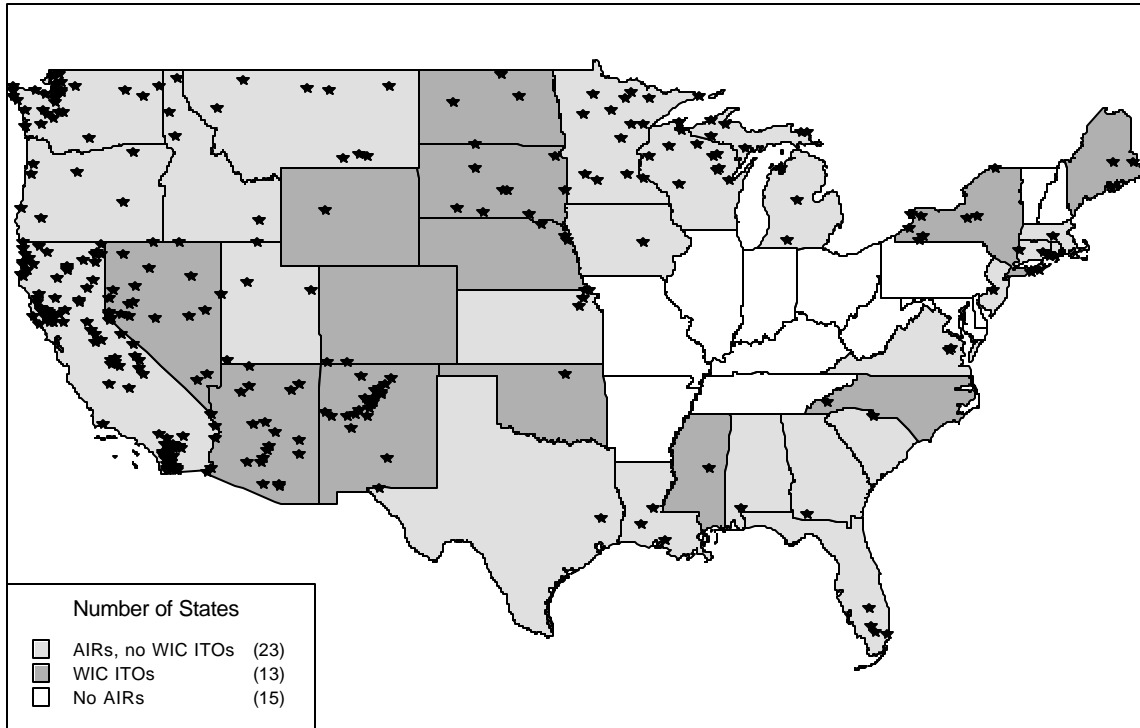 Number of States
AIRs, no WIC ITOs (23)
WIC ITOs (13)
No AIRs (15)